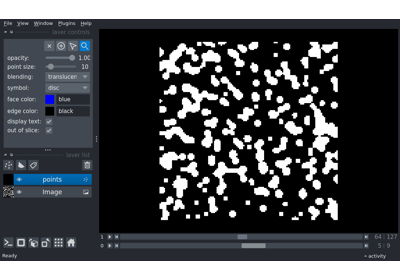 File View Window Plugins Help
layer controls
opacity: 1.00
point size: 10
blending: translucen
symbol: disc
face color: blue
edge color: black
display text:
out of slice:
layer list
points
Image
1 64 127
0 5 9
Ready activity